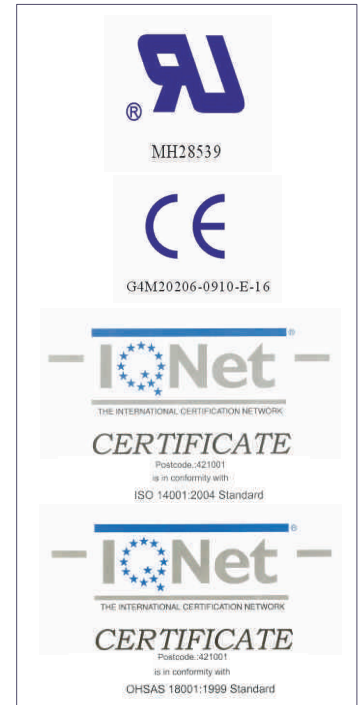 ®
MH28539
CE
G4M20206-0910-E-16
®
IQNet
THE INTERNATIONAL CERTIFICATION NETWORK
CERTIFICATE
Postcode.:421001
is in conformity with
ISO 14001:2004 Standard
®
IQNet
THE INTERNATIONAL CERTIFICATION NETWORK
CERTIFICATE
Postcode.:421001
is in conformity with
OHSAS 18001:1999 Standard